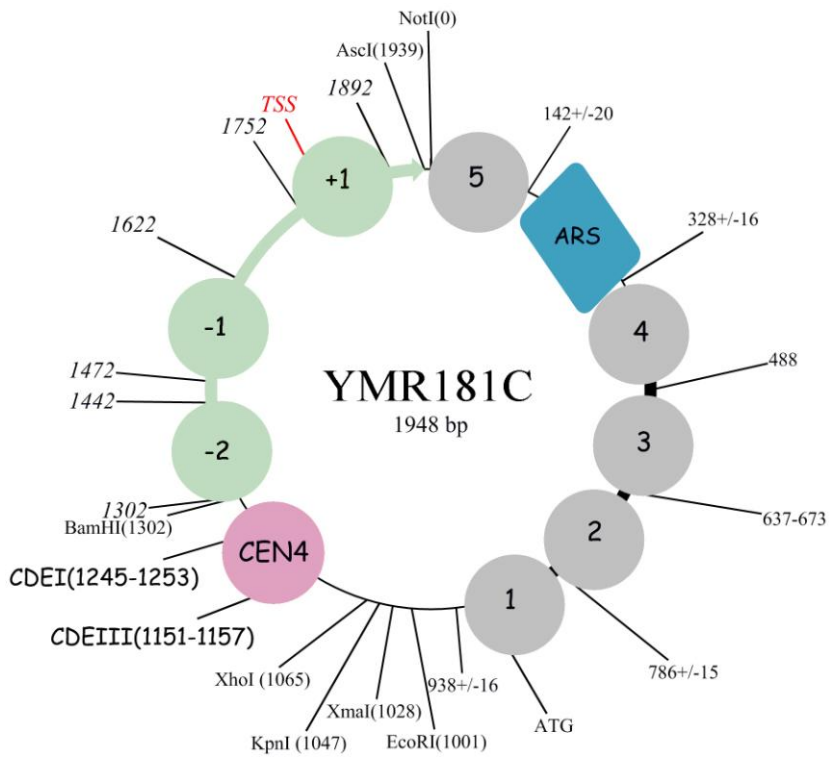 NotI(0)
AscI(1939)
1892
TSS
1752
142+/-20
+1
5
ARS
1622
328+/-16
-1
4
1472
1442
YMR181C
1948 bp
488
3
-2
1302
BamHI(1302)
637-673
2
CEN4
CDEI(1245-1253)
1
CDEIII(1151-1157)
XhoI (1065)
938+/-16
786+/-15
XmaI(1028)
ATG
KpnI (1047)
EcoRI(1001)